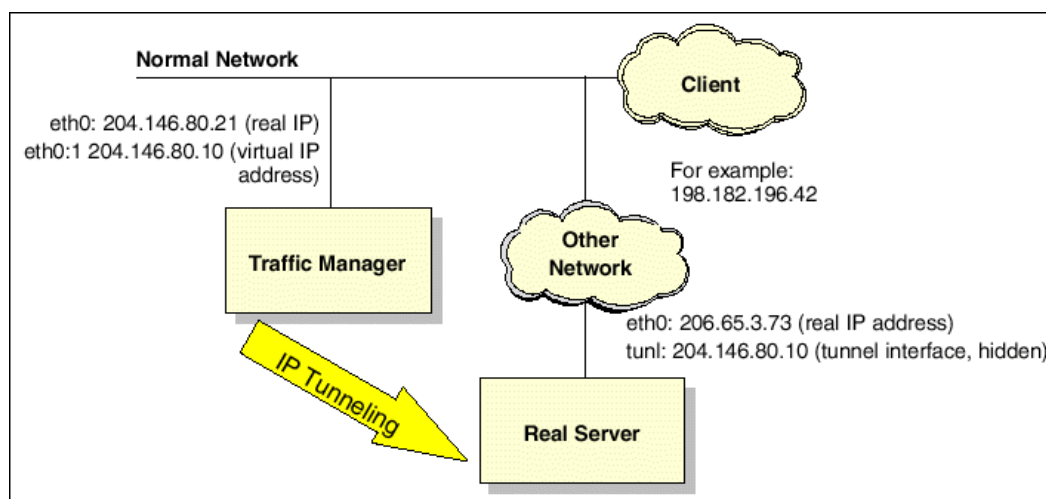 Normal Network
Client
eth0: 204.146.80.21 (real IP)
eth0:1 204.146.80.10 (virtual IP
address)
For example:
198.182.196.42
Traffic Manager
Other
Network
eth0: 206.65.3.73 (real IP address)
tunl: 204.146.80.10 (tunnel interface, hidden)
IP Tunneling
Real Server